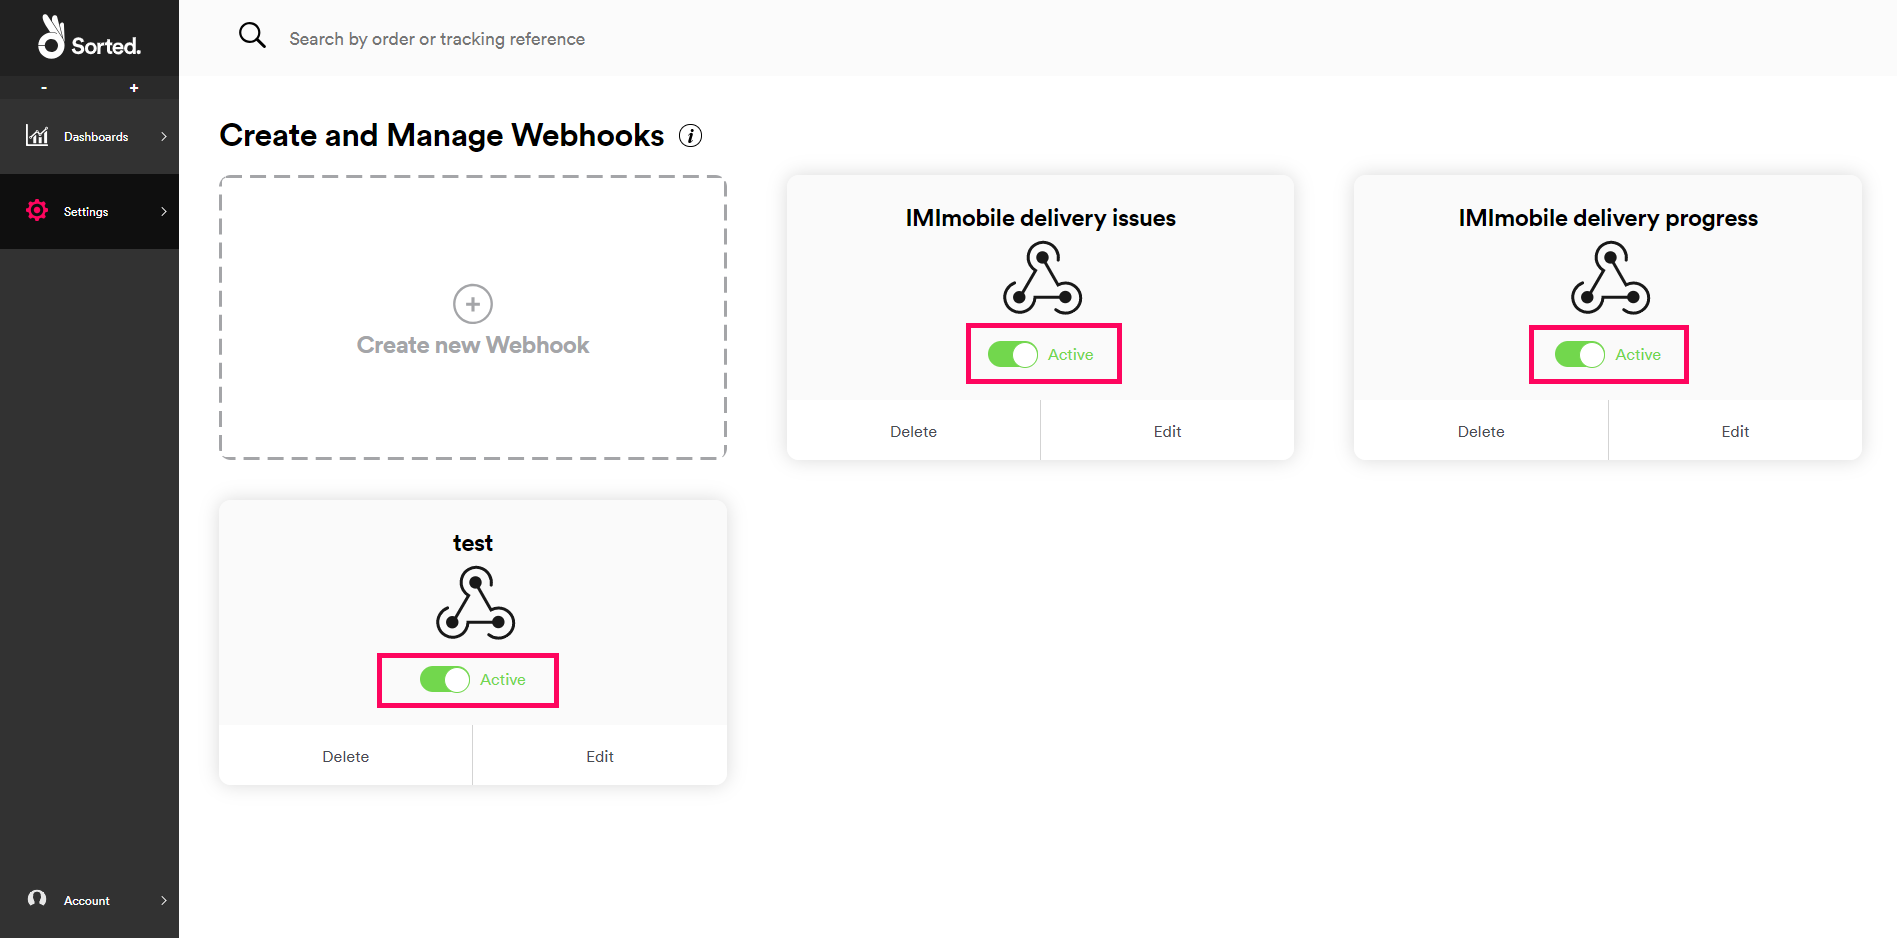 Sorted.
- +
Dashboards
Settings
Account
Search by order or tracking reference
Create and Manage Webhooks i
Create new Webhook
IMImobile delivery issues
Active
Delete Edit
IMImobile delivery progress
Active
Delete Edit
test
Active
Delete Edit